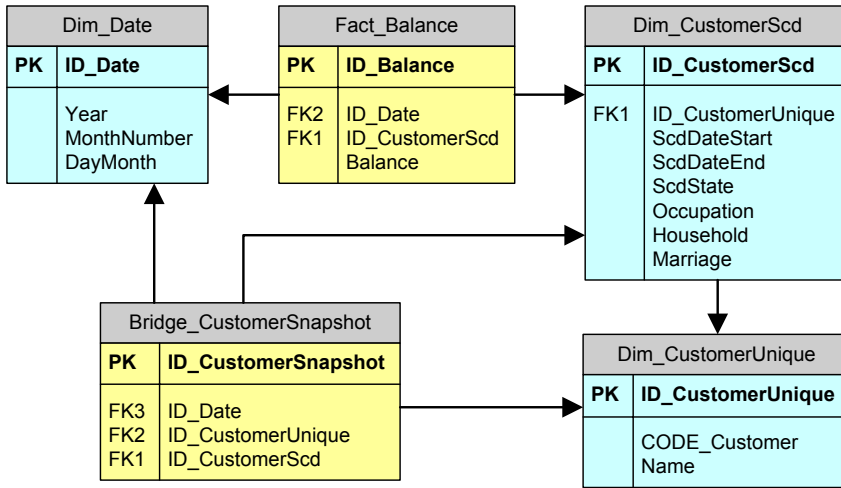 Dim_Date
PK ID_Date
Year
MonthNumber
DayMonth
Fact_Balance
PK ID_Balance
FK2 ID_Date
FK1 ID_CustomerScd
Balance
Dim_CustomerScd
PK ID_CustomerScd
FK1 ID_CustomerUnique
ScdDateStart
ScdDateEnd
ScdState
Occupation
Household
Marriage
Bridge_CustomerSnapshot
PK ID_CustomerSnapshot
FK3 ID_Date
FK2 ID_CustomerUnique
FK1 ID_CustomerScd
Dim_CustomerUnique
PK ID_CustomerUnique
CODE_Customer
Name